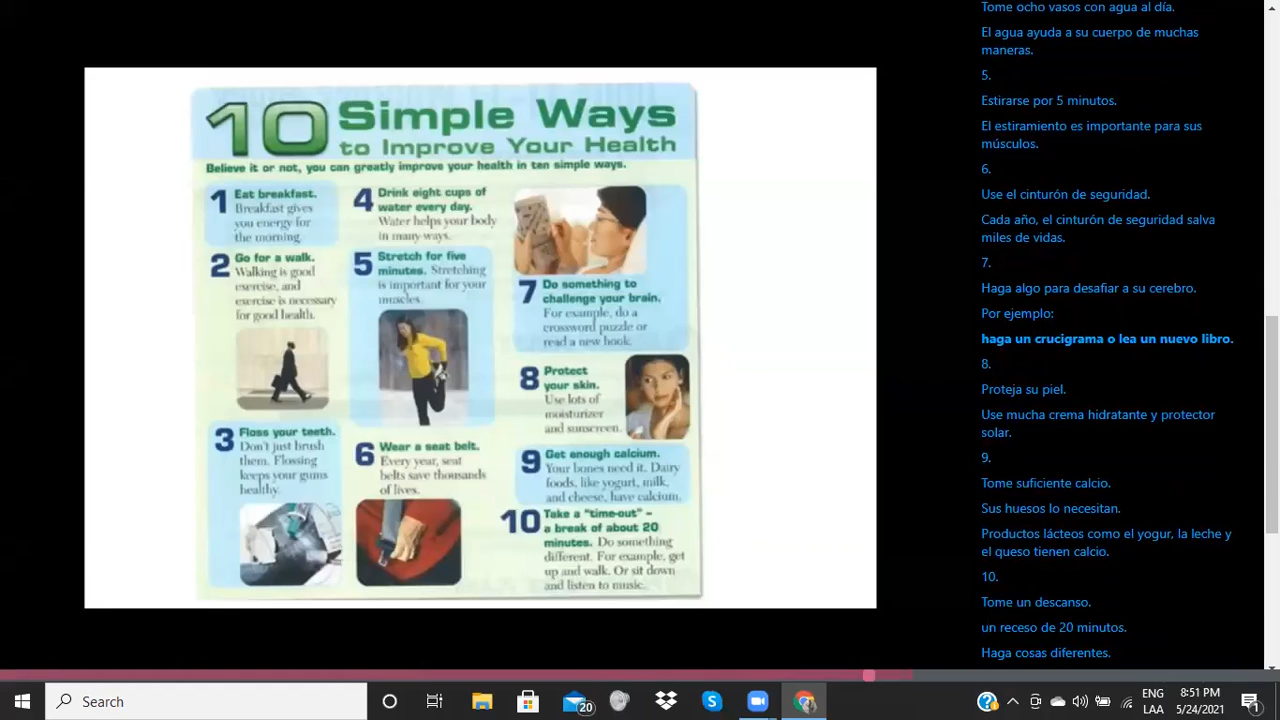 10 Simple Ways
to Improve Your Health
Believe it or not, you can greatly improve your health in ten simple ways.
1 Eat breakfast.
Breakfast gives
you energy for
the morning.
2 Go for a walk.
Walking is good
exercise, and
exercise is necessary
for good health.
3 Floss your teeth.
Don't just brush
them. Flossing
keeps your gums
healthy.
4 Drink eight cups of
water every day.
Water helps your body
in many ways.
5 Stretch for five
minutes. Stretching
is important for your
muscles.
6 Wear a seat belt.
Every year, seat
belts save thousands
of lives.
7 Do something to
challenge your brain.
For example, do a
crossword puzzle or
read a new book.
8 Protect
your skin.
Use lots of
moisturizer
and sunscreen.
9 Get enough calcium.
Your bones need it. Dairy
foods, like yogurt, milk,
and cheese, have calcium.
10 Take a "time-out" –
a break of about 20
minutes. Do something
different. For example, get
up and walk. Or sit down
and listen to music.
Tome ocho vasos con agua al día.
El agua ayuda a su cuerpo de muchas
maneras.
5.
Estirarse por 5 minutos.
El estiramiento es importante para sus
músculos.
6.
Use el cinturón de seguridad.
Cada año, el cinturón de seguridad salva
miles de vidas.
7.
Haga algo para desafiar a su cerebro.
Por ejemplo:
haga un crucigrama o lea un nuevo libro.
8.
Proteja su piel.
Use mucha crema hidratante y protector
solar.
9.
Tome suficiente calcio.
Sus huesos lo necesitan.
Productos lácteos como el yogur, la leche y
el queso tienen calcio.
10.
Tome un descanso.
un receso de 20 minutos.
Haga cosas diferentes.
Search
20
ENG
LAA
8:51 PM
5/24/2021
1